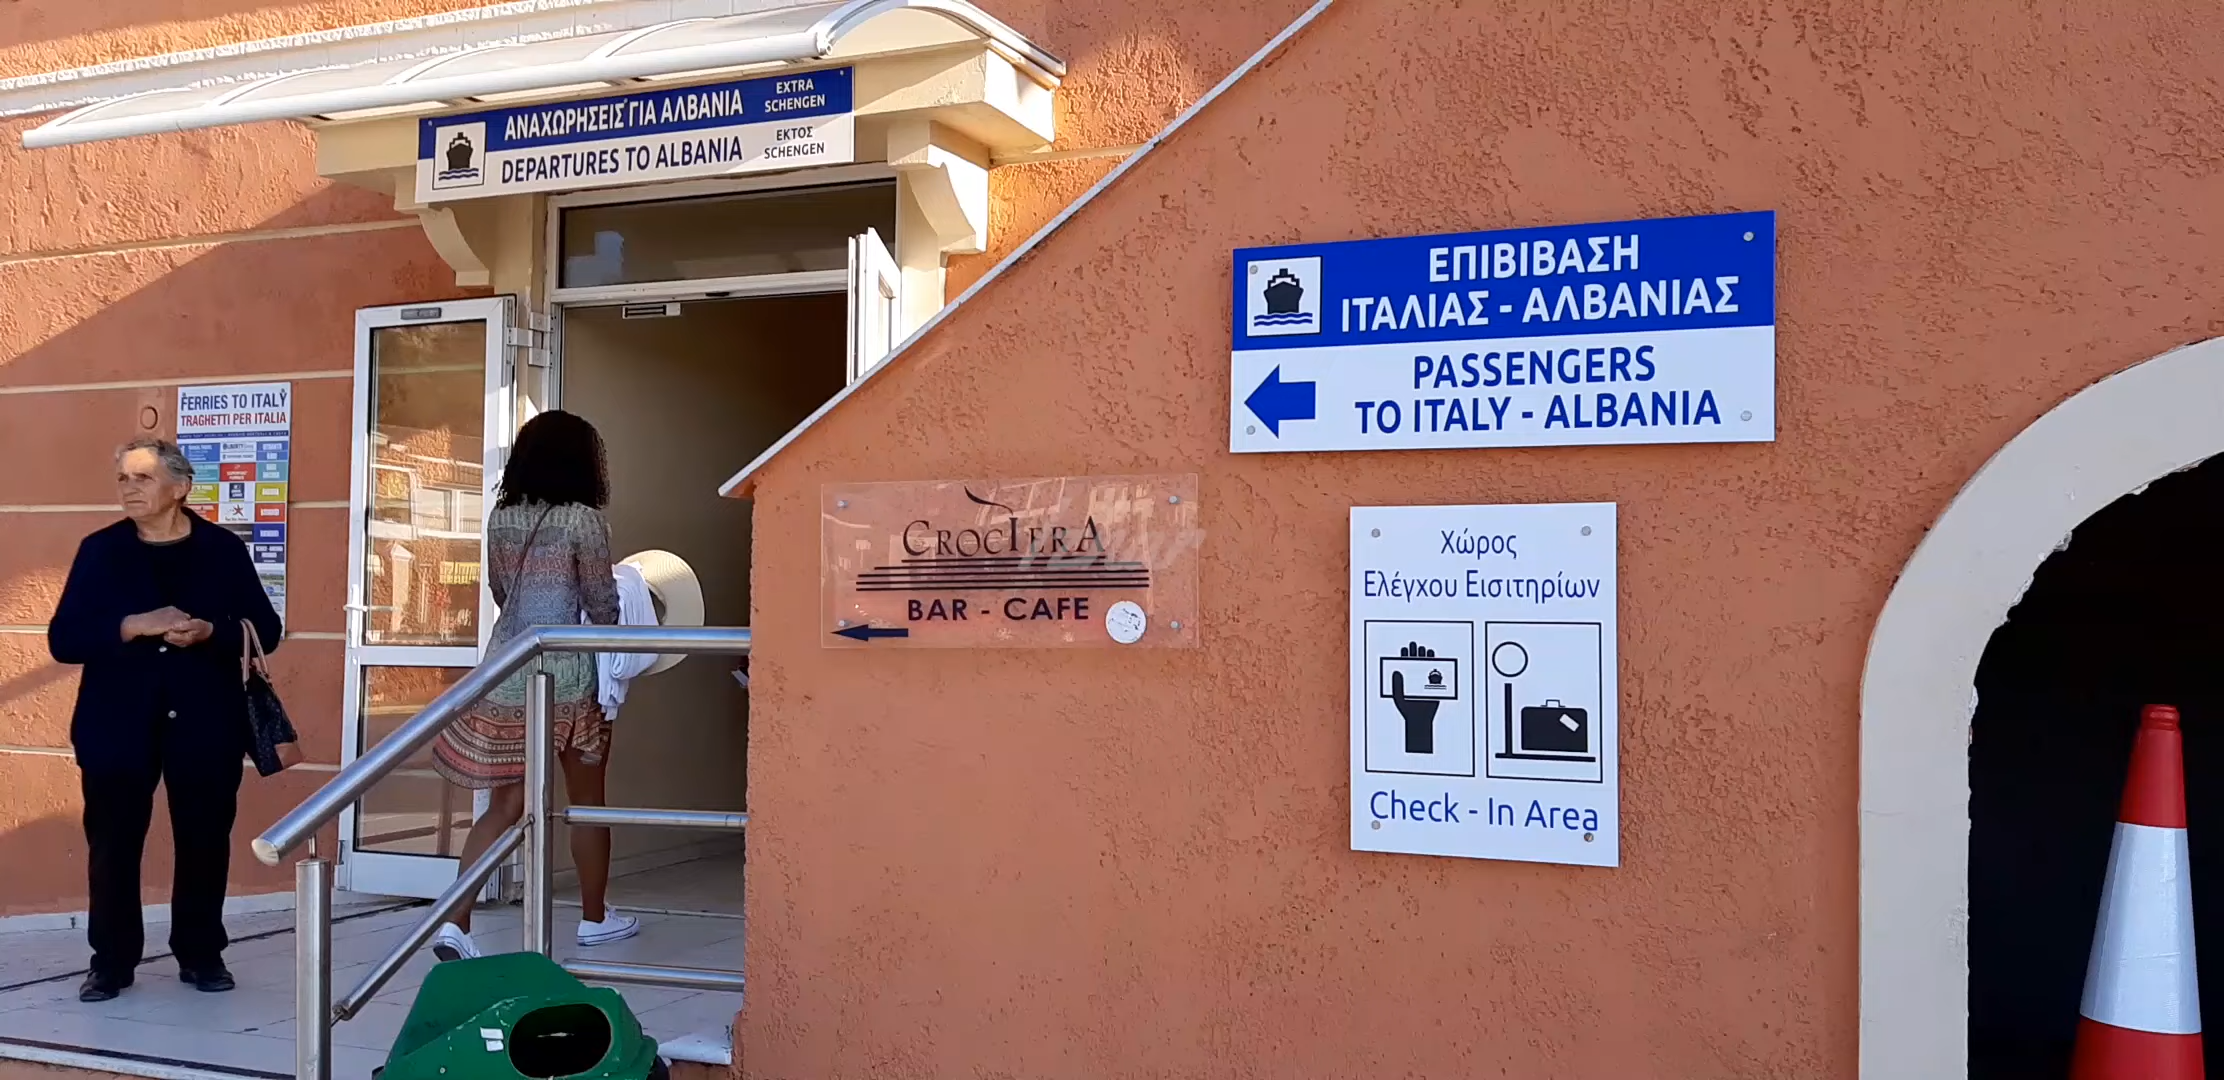 ΑΝΑΧΩΡΗΣΕΙΣ ΓΙΑ ΑΛΒΑΝΙΑ
EXTRA
SCHENGEN
DEPARTURES TO ALBANIA
ΕΚΤΟΣ
SCHENGEN
ΕΠΙΒΙΒΑΣΗ
ΙΤΑΛΙΑΣ - ΑΛΒΑΝΙΑΣ
PASSENGERS
TO ITALY - ALBANIA
FERRIES TO ITALY
TRAGHETTI PER ITALIA
CROCIERA
BAR - CAFE
Χώρος
Ελέγχου Εισιτηρίων
Check - In Area